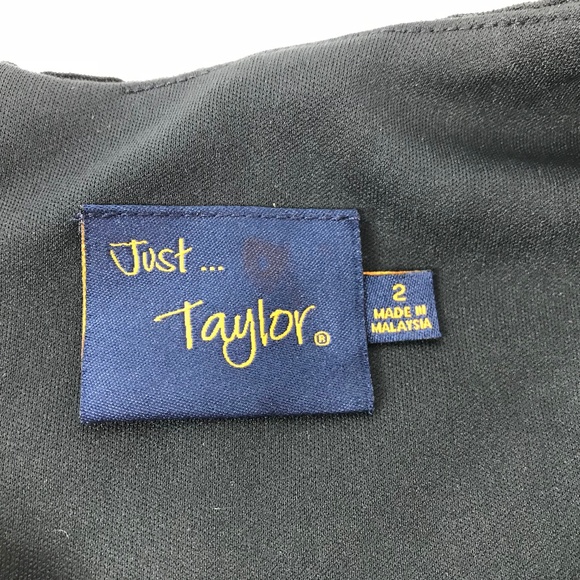 Just ...
Taylor®
2
MADE IN
MALAYSIA